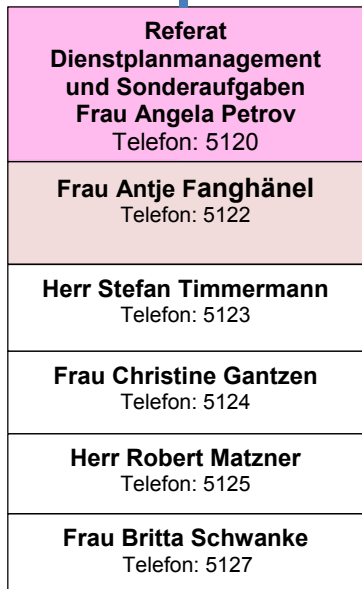 Referat
Dienstplanmanagement
und Sonderaufgaben
Frau Angela Petrov
Telefon: 5120
Frau Antje Fanghänel
Telefon: 5122
Herr Stefan Timmermann
Telefon: 5123
Frau Christine Gantzen
Telefon: 5124
Herr Robert Matzner
Telefon: 5125
Frau Britta Schwanke
Telefon: 5127